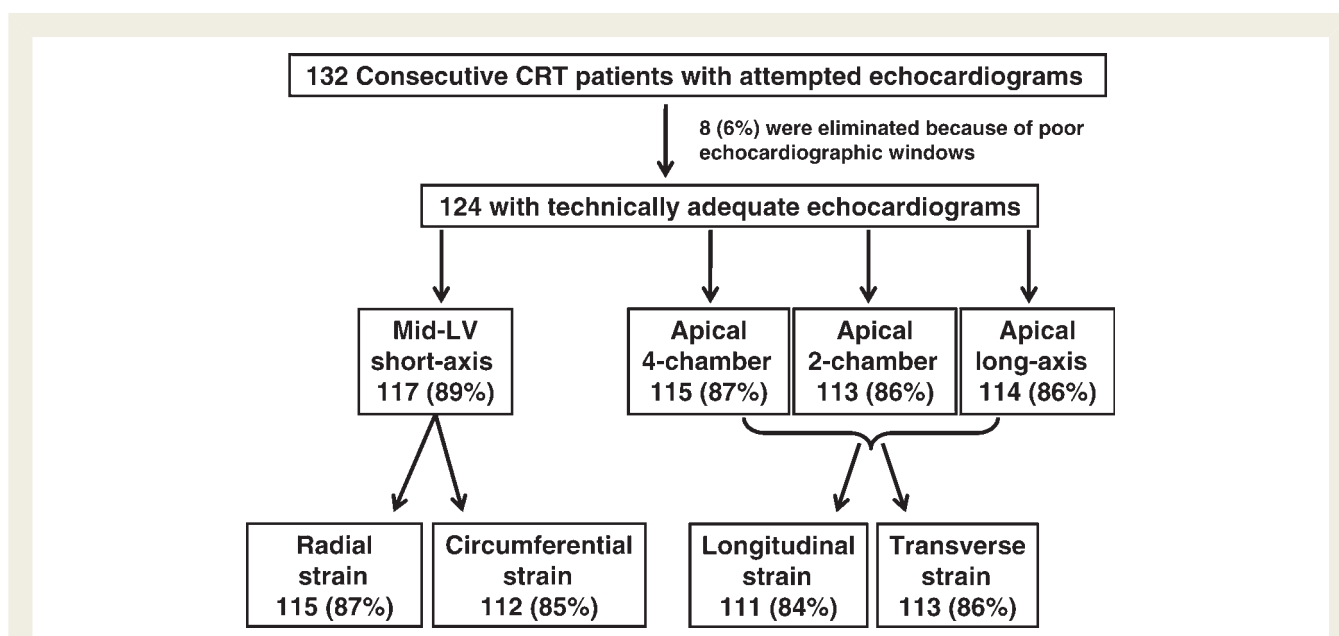 132 Consecutive CRT patients with attempted echocardiograms
8 (6%) were eliminated because of poor
echocardiographic windows
124 with technically adequate echocardiograms
Mid-LV
short-axis
117 (89%)
Apical
4-chamber
115 (87%)
Apical
2-chamber
113 (86%)
Apical
long-axis
114 (86%)
Radial
strain
115 (87%)
Circumferential
strain
112 (85%)
Longitudinal
strain
111 (84%)
Transverse
strain
113 (86%)